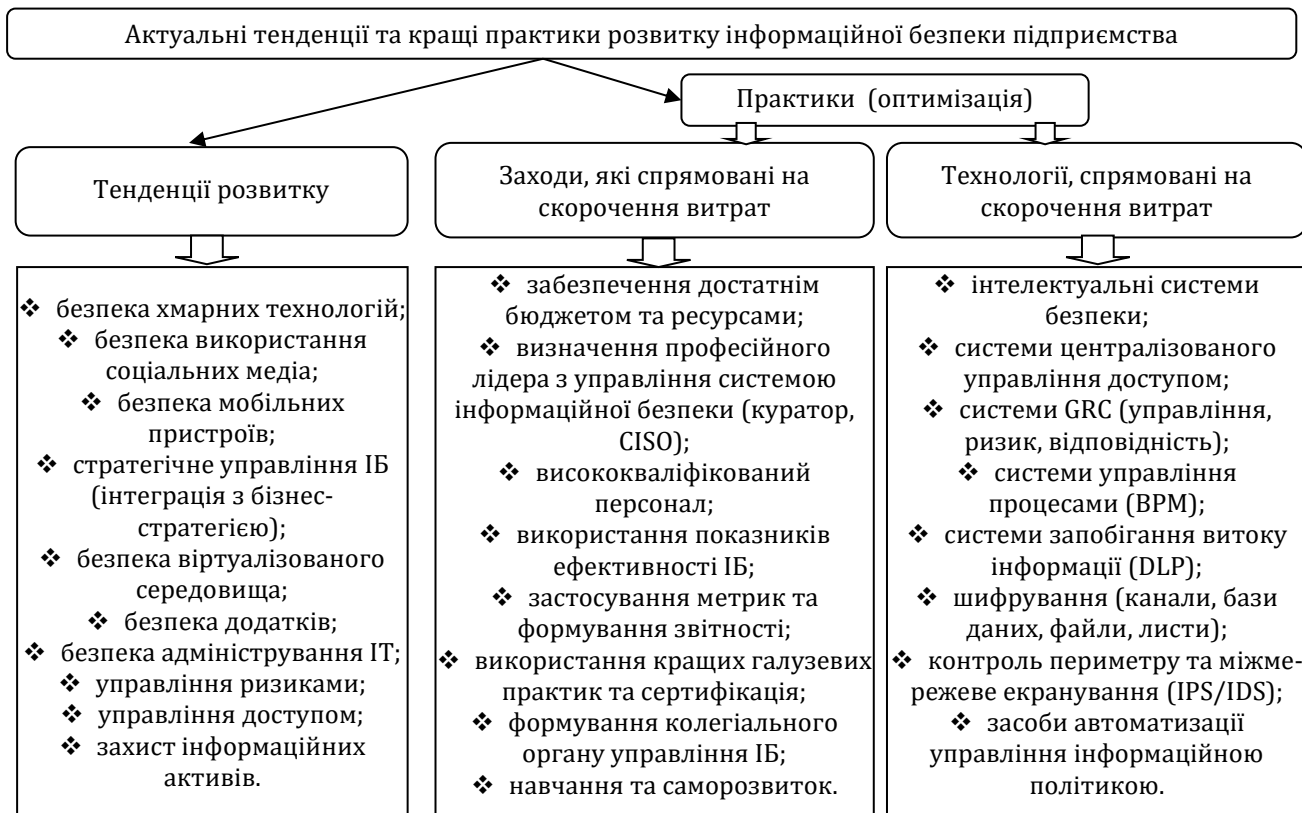 Актуальні тенденції та кращі практики розвитку інформаційної безпеки підприємства
Практики (оптимізація)
Тенденції розвитку
Заходи, які спрямовані на
скорочення витрат
Технології, спрямовані на
скорочення витрат
❖ безпека хмарних технологій;
❖ безпека використання
соціальних медіа;
❖ безпека мобільних
пристроїв;
❖ стратегічне управління ІБ
(інтеграція з бізнес-
стратегією);
❖ безпека віртуалізованого
середовища;
❖ безпека додатків;
❖ безпека адміністрування ІТ;
❖ управління ризиками;
❖ управління доступом;
❖ захист інформаційних
активів.
❖ забезпечення достатнім
бюджетом та ресурсами;
❖ визначення професійного
лідера з управління системою
інформаційної безпеки (куратор,
CISO);
❖ висококваліфікований
персонал;
❖ використання показників
ефективності ІБ;
❖ застосування метрик та
формування звітності;
❖ використання кращих галузевих
практик та сертифікація;
❖ формування колегіального
органу управління ІБ;
❖ навчання та саморозвиток.
❖ інтелектуальні системи
безпеки;
❖ системи централізованого
управління доступом;
❖ системи GRC (управління,
ризик, відповідність);
❖ системи управління
процесами (BPM);
❖ системи запобігання витоку
інформації (DLP);
❖ шифрування (канали, бази
даних, файли, листи);
❖ контроль периметру та міжме-
режеве екранування (IPS/IDS);
❖ засоби автоматизації
управління інформаційною
політикою.